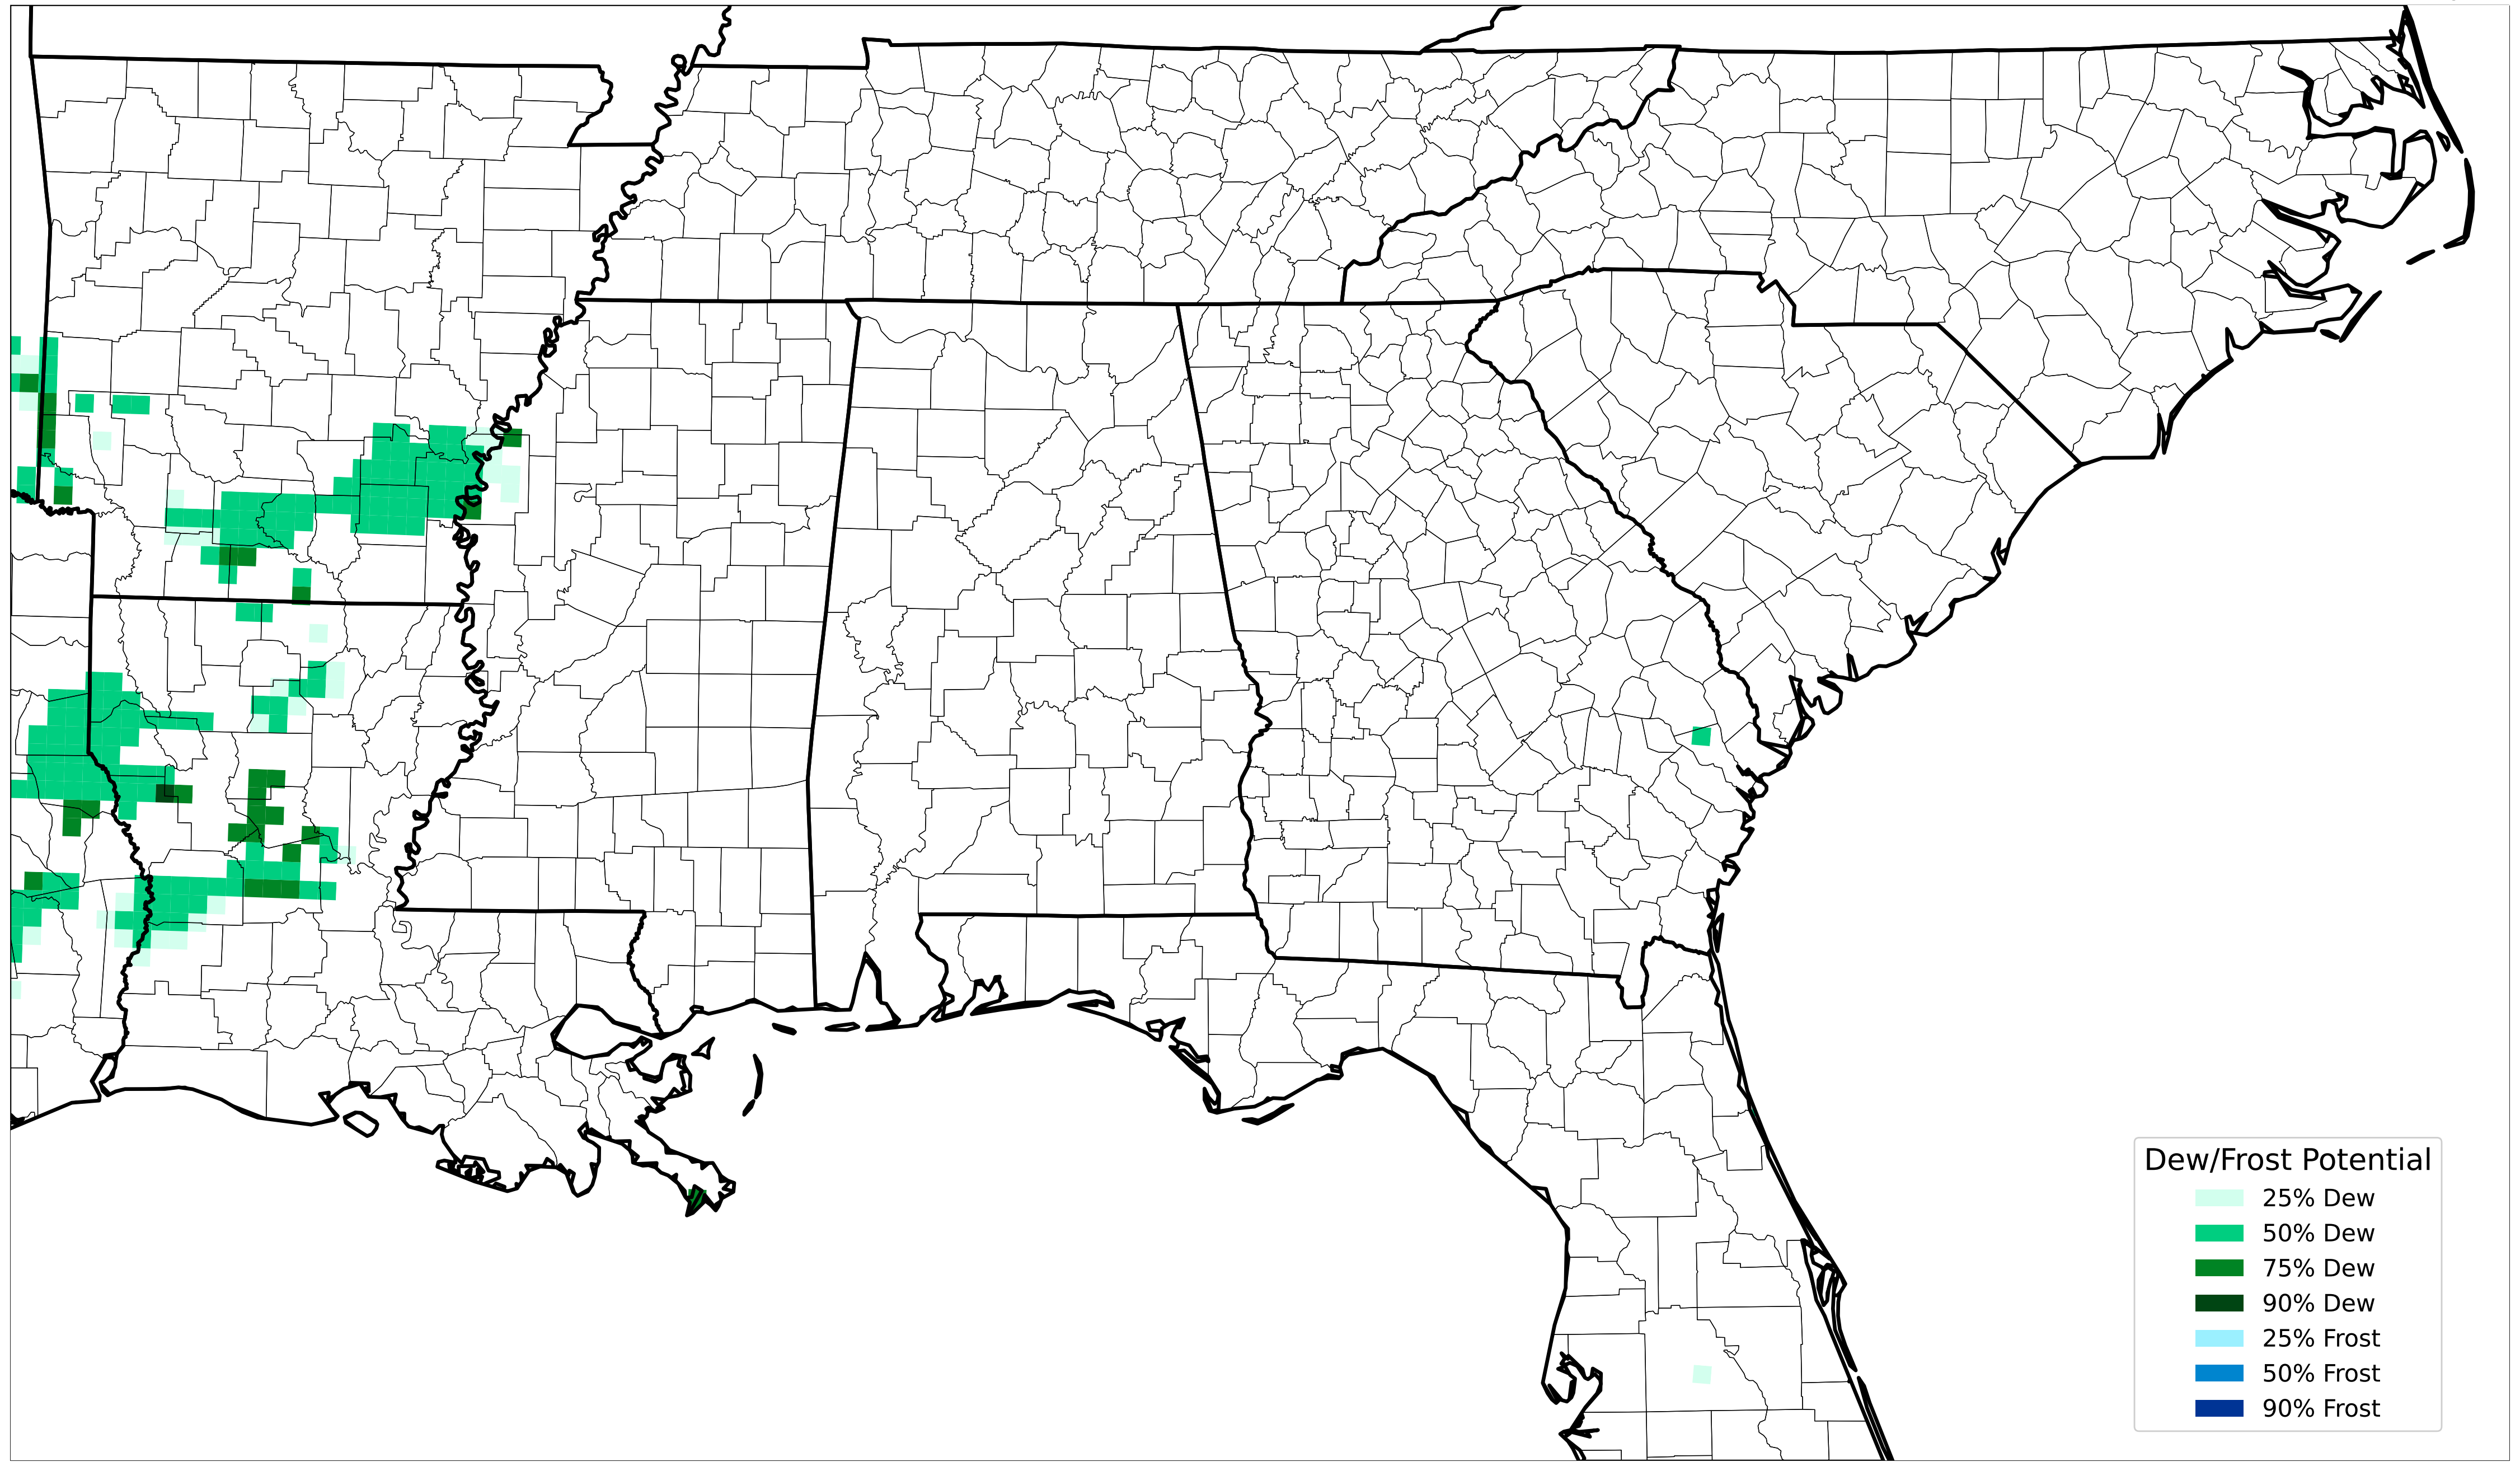 Dew/Frost Potential
25% Dew
50% Dew
75% Dew
90% Dew
25% Frost
50% Frost
90% Frost